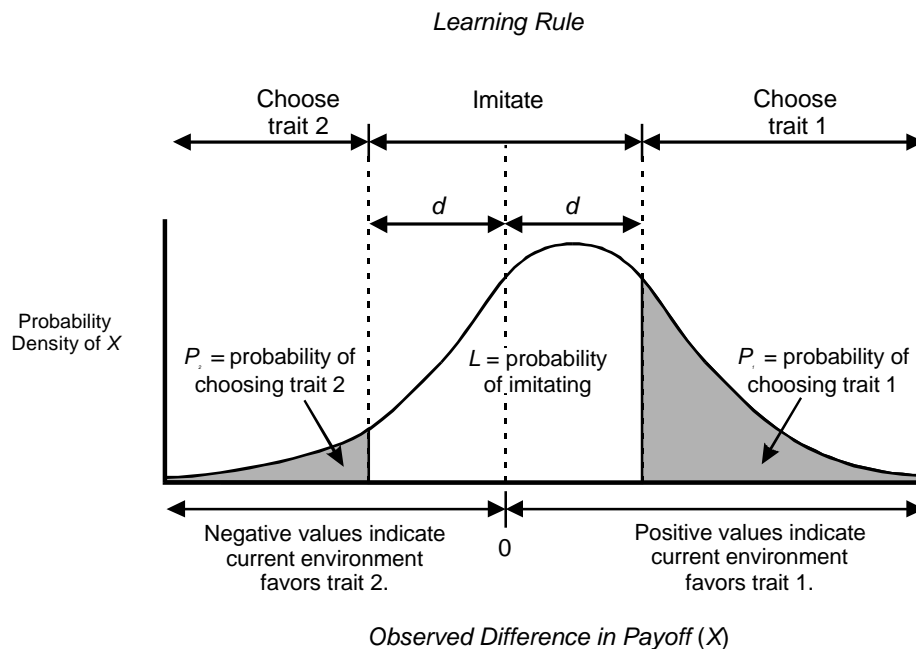 Learning Rule
Choose
trait 2
Imitate
Choose
trait 1
d
d
Probability
Density of X
P₂ = probability of
choosing trait 2
L = probability
of imitating
P₁ = probability of
choosing trait 1
Negative values indicate
current environment
favors trait 2.
0
Positive values indicate
current environment
favors trait 1.
Observed Difference in Payoff (X)